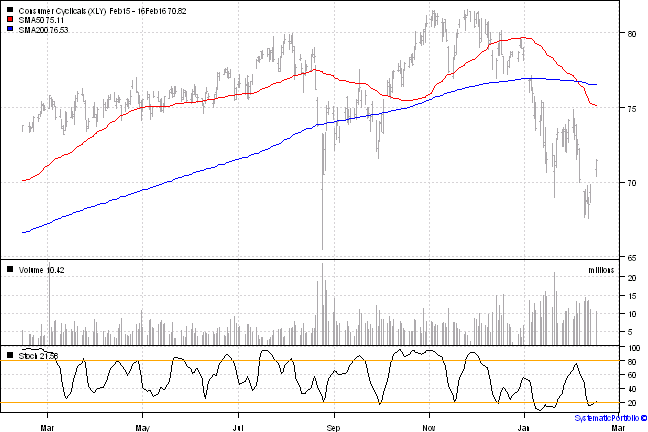 Consumer Cyclicals (XLY) Feb15 - 16Feb16 70.82
SMA50 75.11
SMA200 76.53
80
75
70
65
Volume 10.42
millions
20
15
10
5
Stoch 21.58
100
80
60
40
20
Mar May Jul Sep Nov Jan Mar
SystematicPortfolio ©